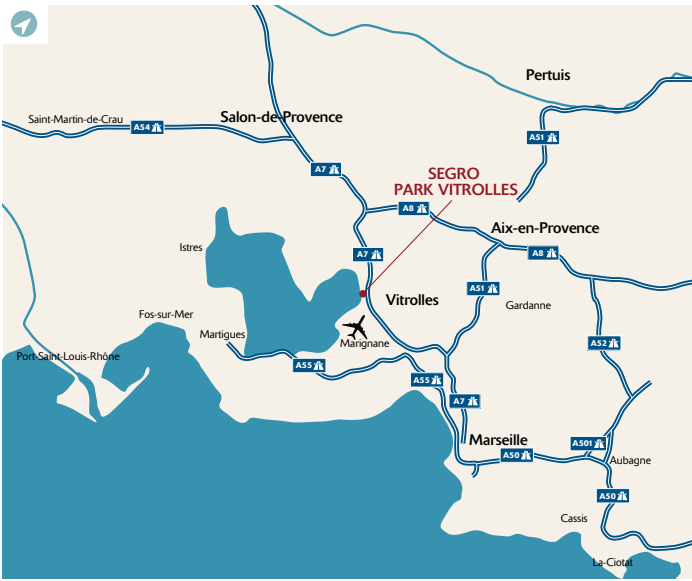 Pertuis
Saint-Martin-de-Crau
A54
Salon-de-Provence
A51
A7
SEGRO
PARK VITROLLES
A8
Aix-en-Provence
Istres
A7
A8
A51
Vitrolles
Gardanne
Fos-sur-Mer
Martigues
Marignane
A52
Port-Saint-Louis-Rhône
A55
A55
A7
Marseille
A50
A501
Aubagne
A50
Cassis
La-Ciotat